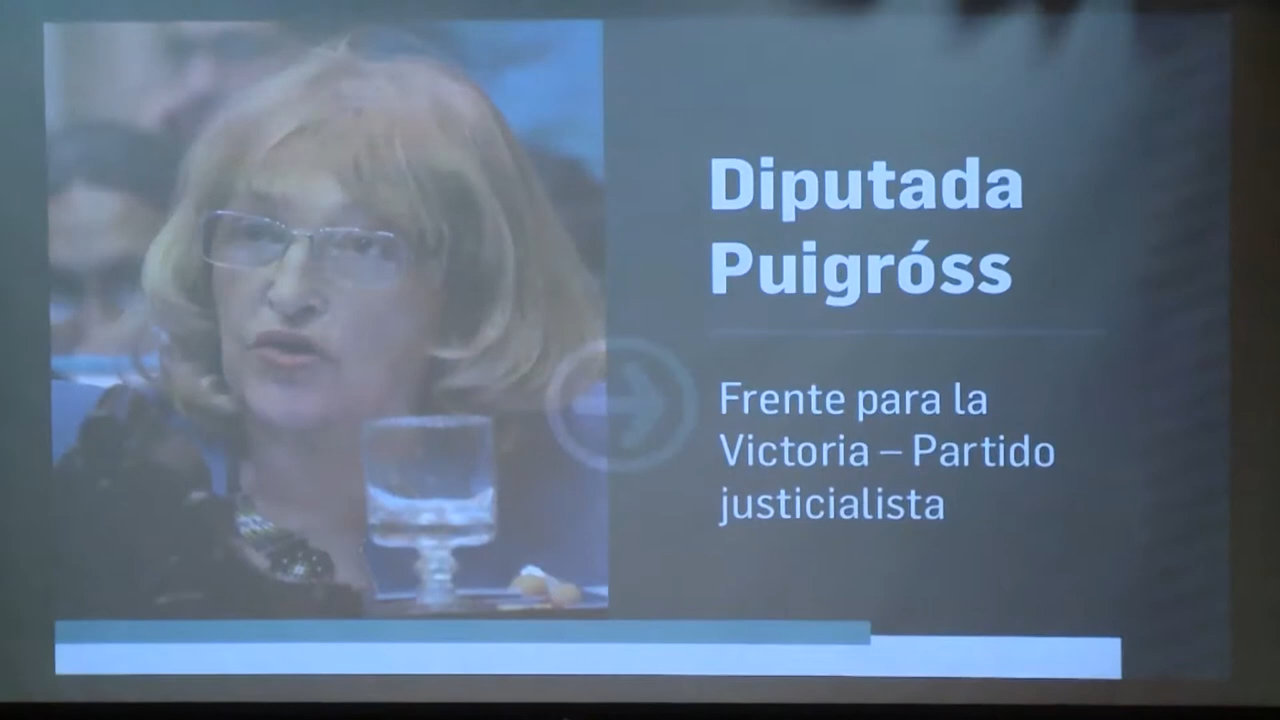 Diputada
Puigróss
Frente para la
Victoria – Partido
justicialista